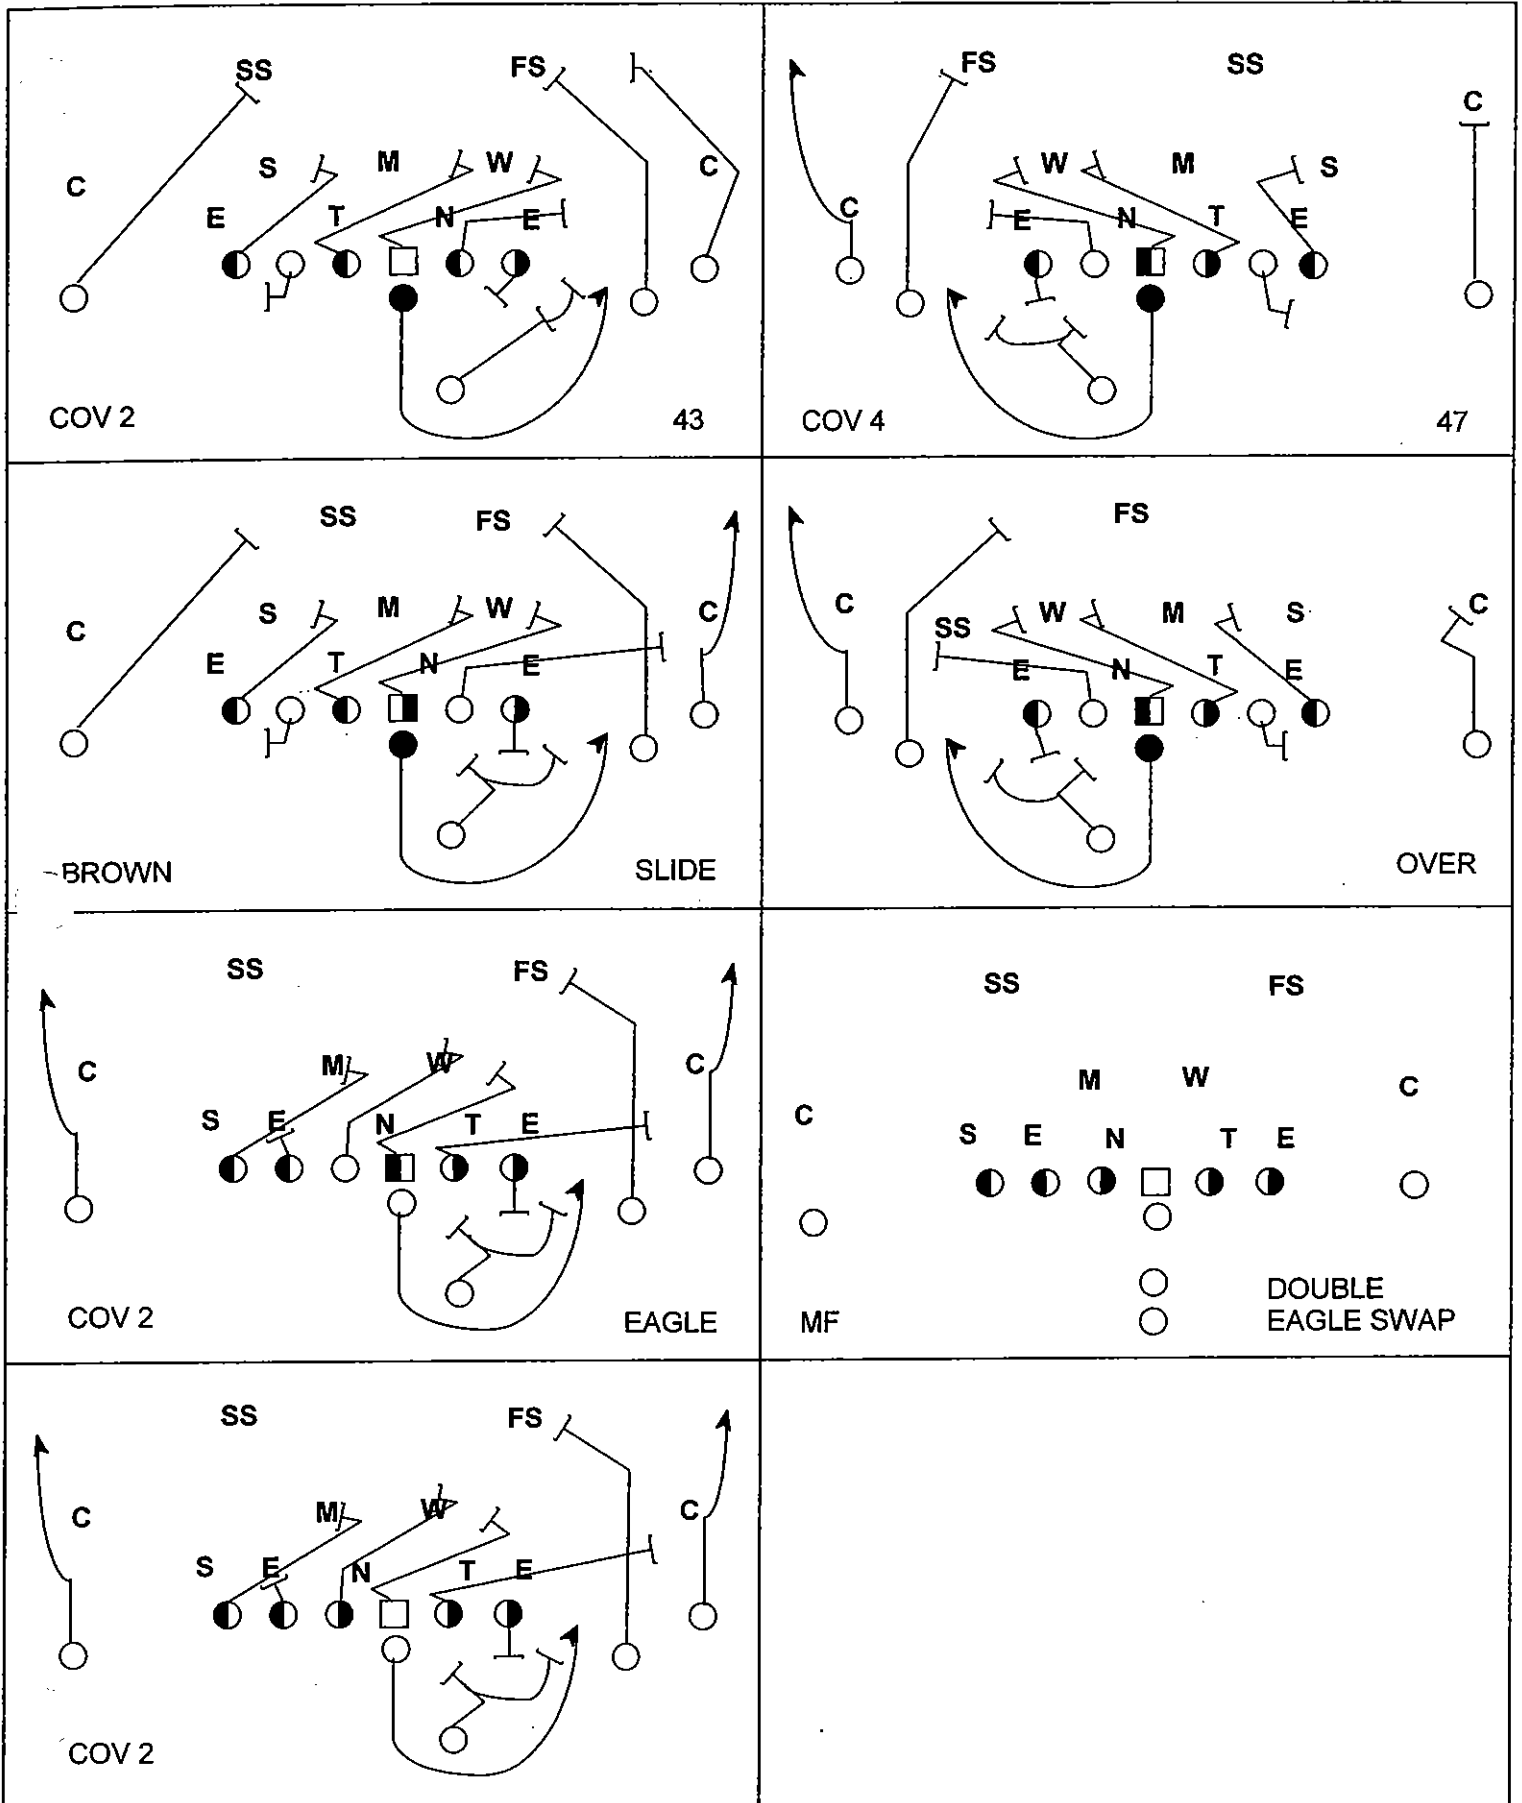 SS FS
S M W C
C
E T N E
COV 2 43
FS SS
C
W M S
C E N T E
COV 4 47
SS FS
S M W C
C
E T N E
BROWN SLIDE
FS
C W M S C
SS
E N T E
OVER
SS FS
C M W C
S E N T E
COV 2 EAGLE
SS FS
M W C
C
S E N T E
DOUBLE
MF EAGLE SWAP
SS FS
C M W C
S E N T E
COV 2